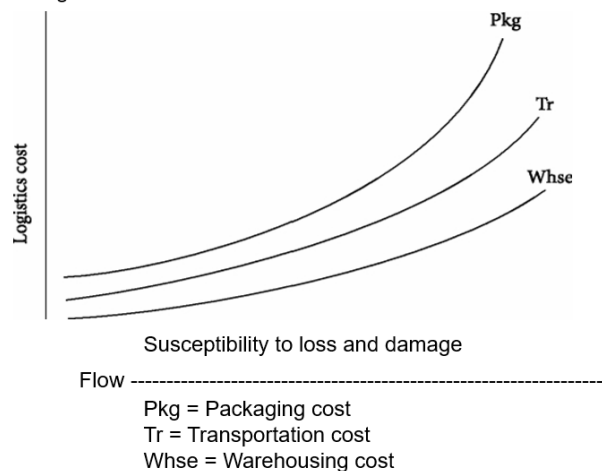 Pkg
Tr
Whse
Logistics cost
Susceptibility to loss and damage
Flow ------------------------------------------------------------------
Pkg = Packaging cost
Tr = Transportation cost
Whse = Warehousing cost